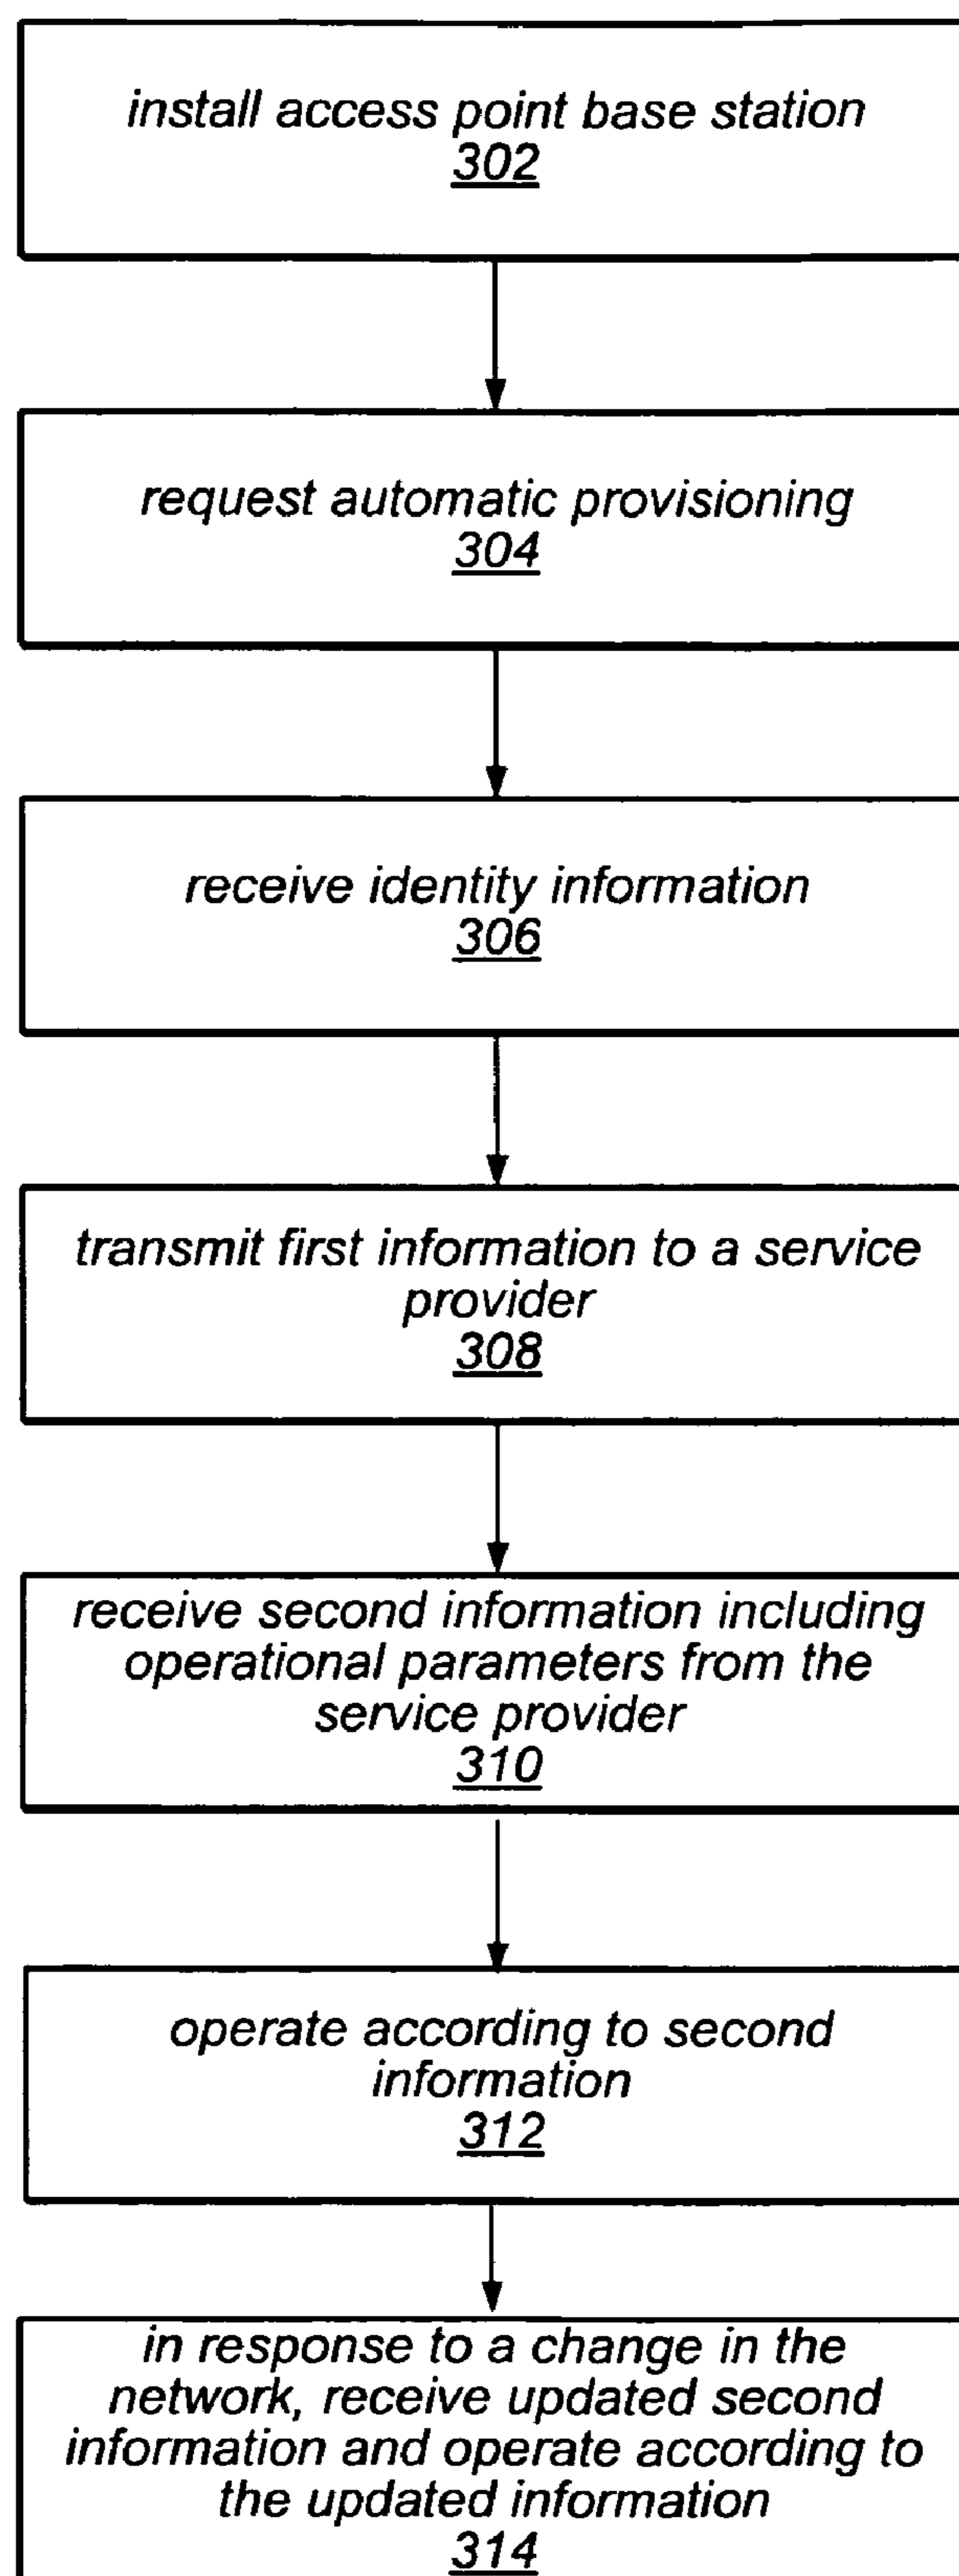 install access point base station
302
request automatic provisioning
304
receive identity information
306
transmit first information to a service
provider
308
receive second information including
operational parameters from the
service provider
310
operate according to second
information
312
in response to a change in the
network, receive updated second
information and operate according to
the updated information
314